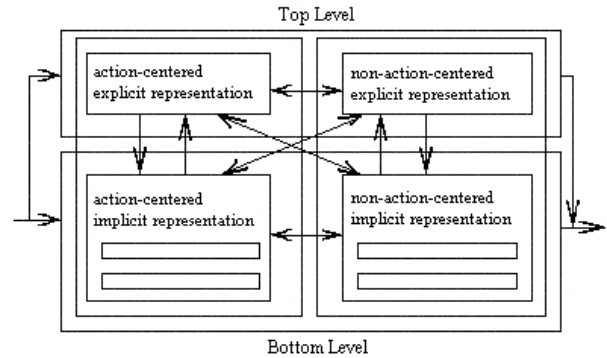 Top Level
action-centered
explicit representation
non-action-centered
explicit representation
action-centered
implicit representation
non-action-centered
implicit representation
Bottom Level